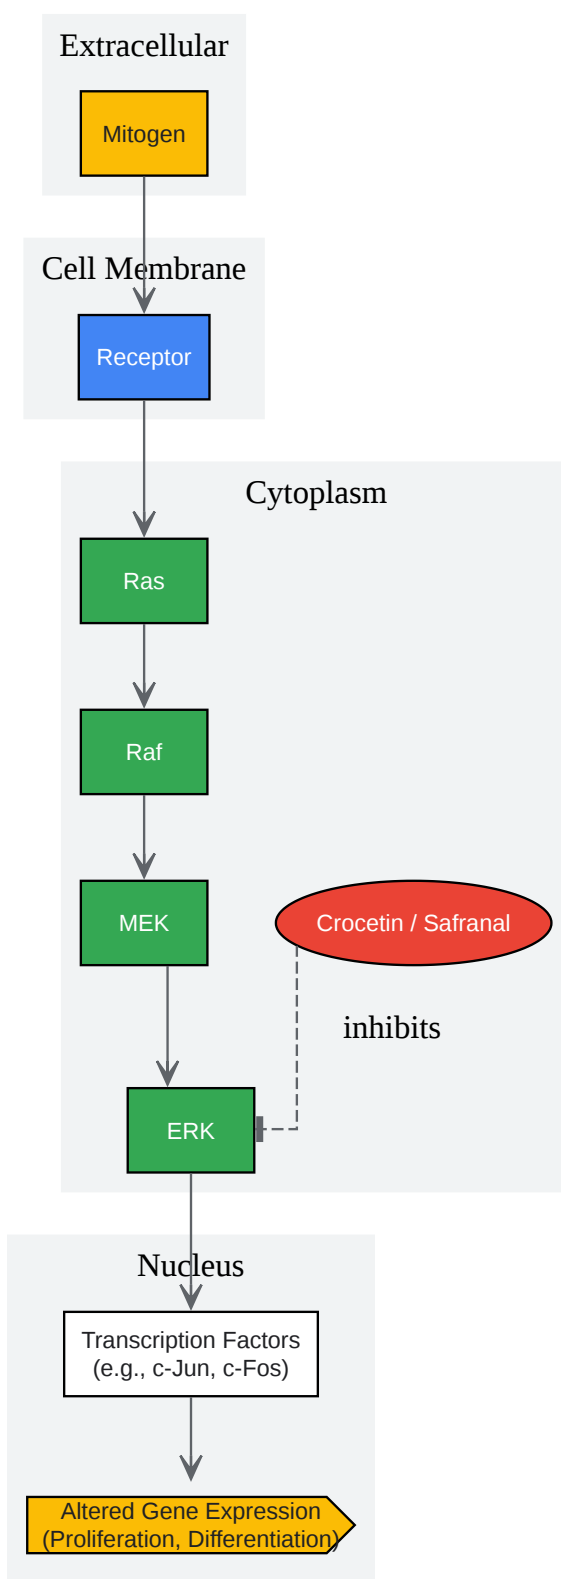 Extracellular
Mitogen
Cell Membrane
Receptor
Cytoplasm
Ras
Raf
MEK
Crocetin / Safranal
inhibits
ERK
Nucleus
Transcription Factors
(e.g., c-Jun, c-Fos)
Altered Gene Expression
(Proliferation, Differentiation)